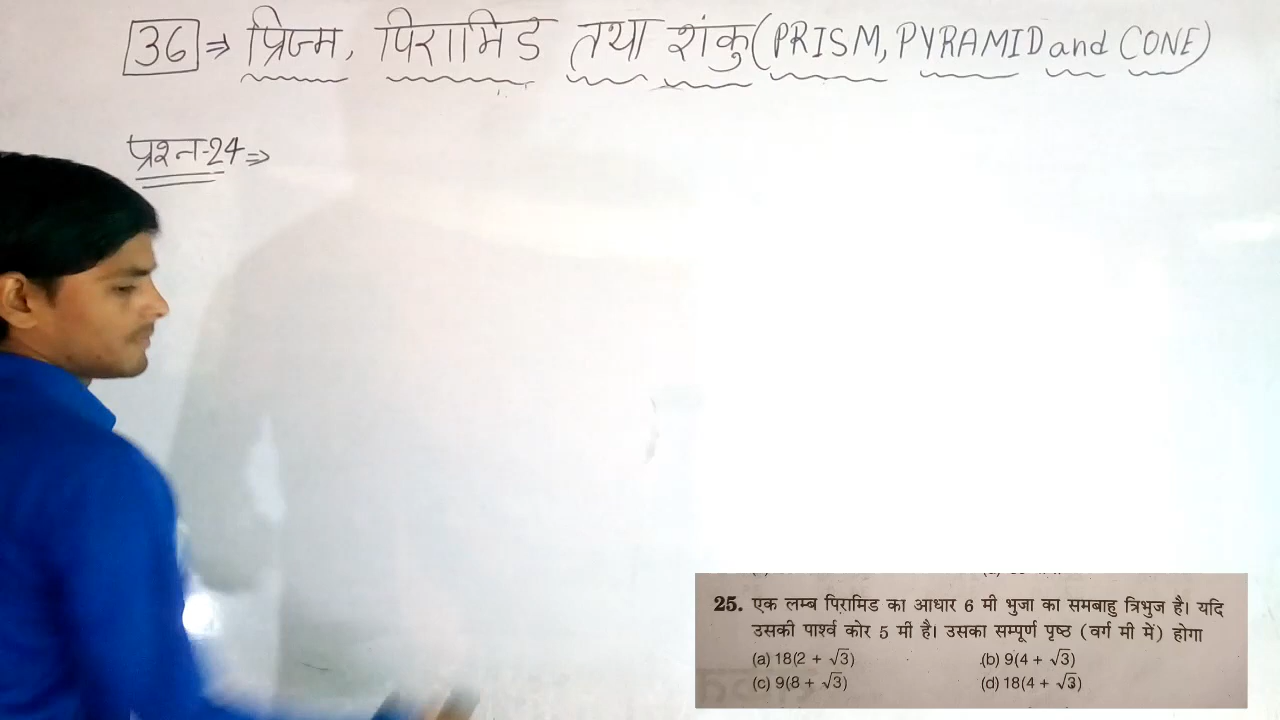 36 ⇒ प्रिज्म, पिरामिड तथा शंकु (PRISM, PYRAMID and CONE)
प्रश्न-24 ⇒
25. एक लम्ब पिरामिड का आधार 6 मी भुजा का समबाहु त्रिभुज है। यदि
उसकी पार्श्व कोर 5 मी है। उसका सम्पूर्ण पृष्ठ (वर्ग मी में) होगा
(a) 18(2 + √3) (b) 9(4 + √3)
(c) 9(8 + √3) (d) 18(4 + √3)